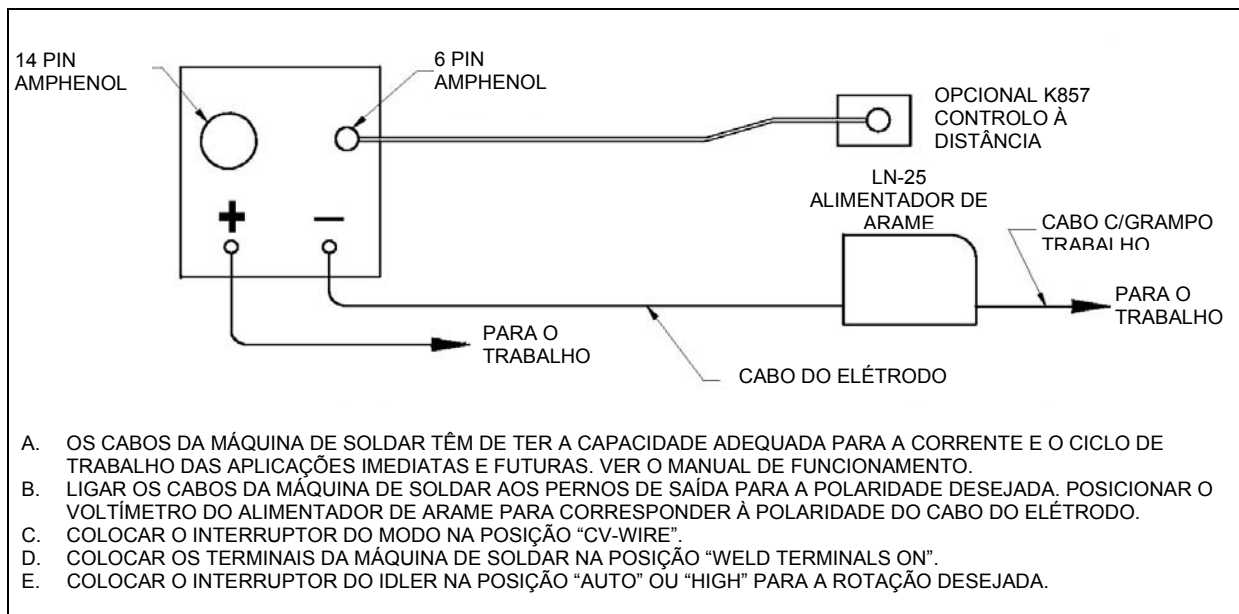 14 PIN
AMPHENOL
6 PIN
AMPHENOL
OPCIONAL K857
CONTROLO À
DISTÂNCIA
LN-25
ALIMENTADOR DE
ARAME
CABO C/GRAMPO
TRABALHO
+
–
PARA O
TRABALHO
PARA O
TRABALHO
CABO DO ELÉTRODO
A. OS CABOS DA MÁQUINA DE SOLDAR TÊM DE TER A CAPACIDADE ADEQUADA PARA A CORRENTE E O CICLO DE
TRABALHO DAS APLICAÇÕES IMEDIATAS E FUTURAS. VER O MANUAL DE FUNCIONAMENTO.
B. LIGAR OS CABOS DA MÁQUINA DE SOLDAR AOS PERNOS DE SAÍDA PARA A POLARIDADE DESEJADA. POSICIONAR O
VOLTÍMETRO DO ALIMENTADOR DE ARAME PARA CORRESPONDER À POLARIDADE DO CABO DO ELÉTRODO.
C. COLOCAR O INTERRUPTOR DO MODO NA POSIÇÃO “CV-WIRE”.
D. COLOCAR OS TERMINAIS DA MÁQUINA DE SOLDAR NA POSIÇÃO “WELD TERMINALS ON”.
E. COLOCAR O INTERRUPTOR DO IDLER NA POSIÇÃO “AUTO” OU “HIGH” PARA A ROTAÇÃO DESEJADA.